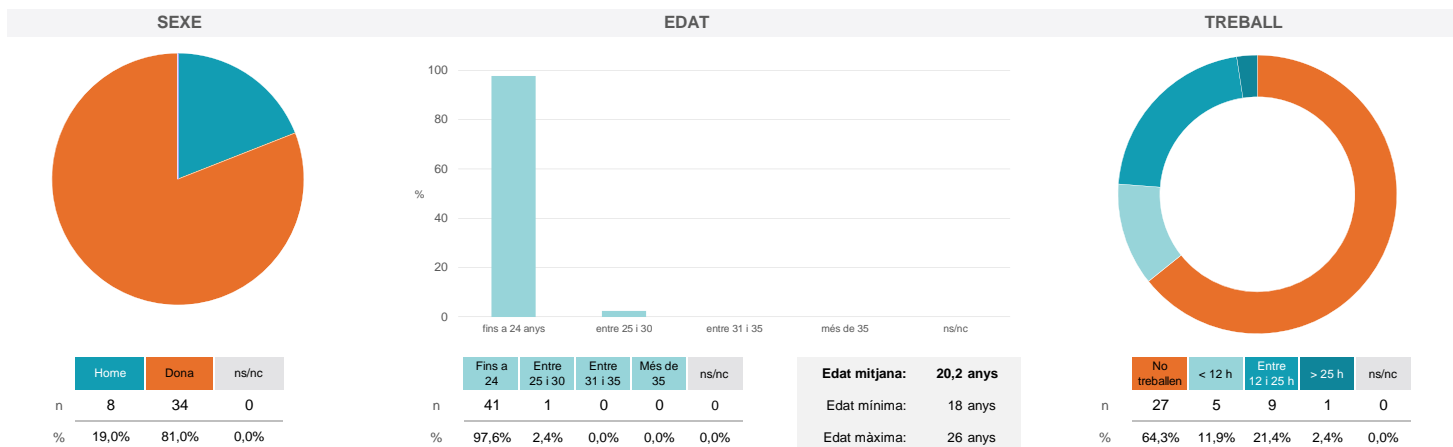 SEXE EDAT TREBALL
100
80
60
%
40
20
0
fins a 24 anys entre 25 i 30 entre 31 i 35 més de 35 ns/nc
Home Dona ns/nc
n 8 34 0
% 19,0% 81,0% 0,0%
Fins a
24
Entre
25 i 30
Entre
31 i 35
Més de
35
ns/nc
n 41 1 0 0 0
% 97,6% 2,4% 0,0% 0,0% 0,0%
Edat mitjana: 20,2 anys
Edat mínima: 18 anys
Edat màxima: 26 anys
No
treballen
< 12 h
Entre
12 i 25 h
> 25 h
ns/nc
n 27 5 9 1 0
% 64,3% 11,9% 21,4% 2,4% 0,0%